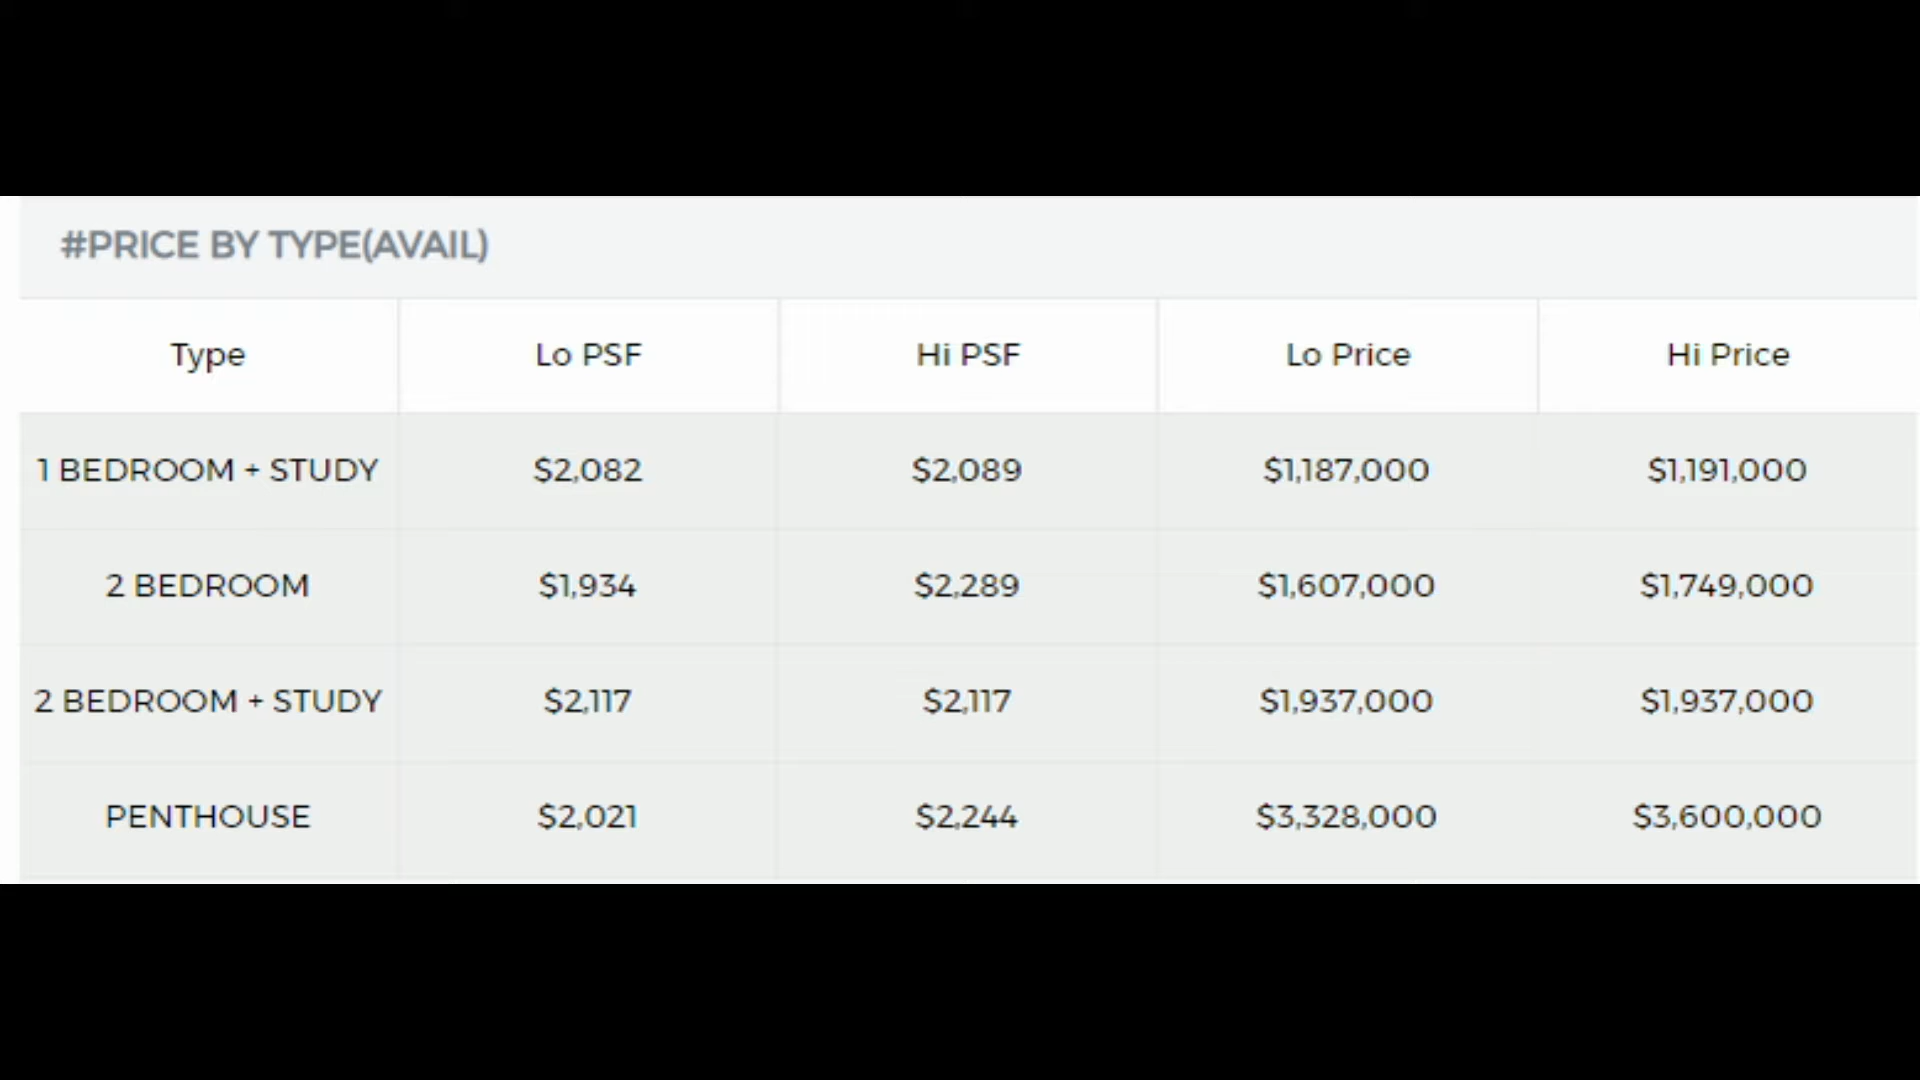 #PRICE BY TYPE(AVAIL)
Type Lo PSF Hi PSF Lo Price Hi Price
1 BEDROOM + STUDY $2,082 $2,089 $1,187,000 $1,191,000
2 BEDROOM $1,934 $2,289 $1,607,000 $1,749,000
2 BEDROOM + STUDY $2,117 $2,117 $1,937,000 $1,937,000
PENTHOUSE $2,021 $2,244 $3,328,000 $3,600,000